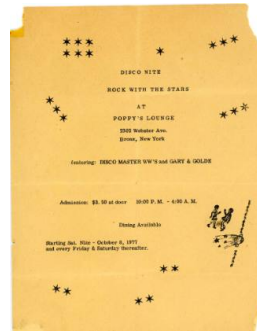 DISCO NITE
ROCK WITH THE STARS
AT
POPPY'S LOUNGE
Webster Ave.
Bronx, New York
featuring: DISCO MASTER WW'S and GARY & GOLDE
Admission: $3.50 at door 10:00 P.M. - 4:00 A.M.
Dining Available
Starting Sat. Nite - October 8, 1977
and every Friday & Saturday thereafter.